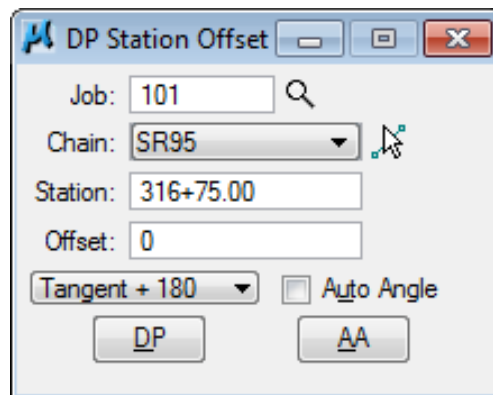 DP Station Offset
Job: 101
Chain: SR95
Station: 316+75.00
Offset: 0
Tangent + 180 Auto Angle
DP AA